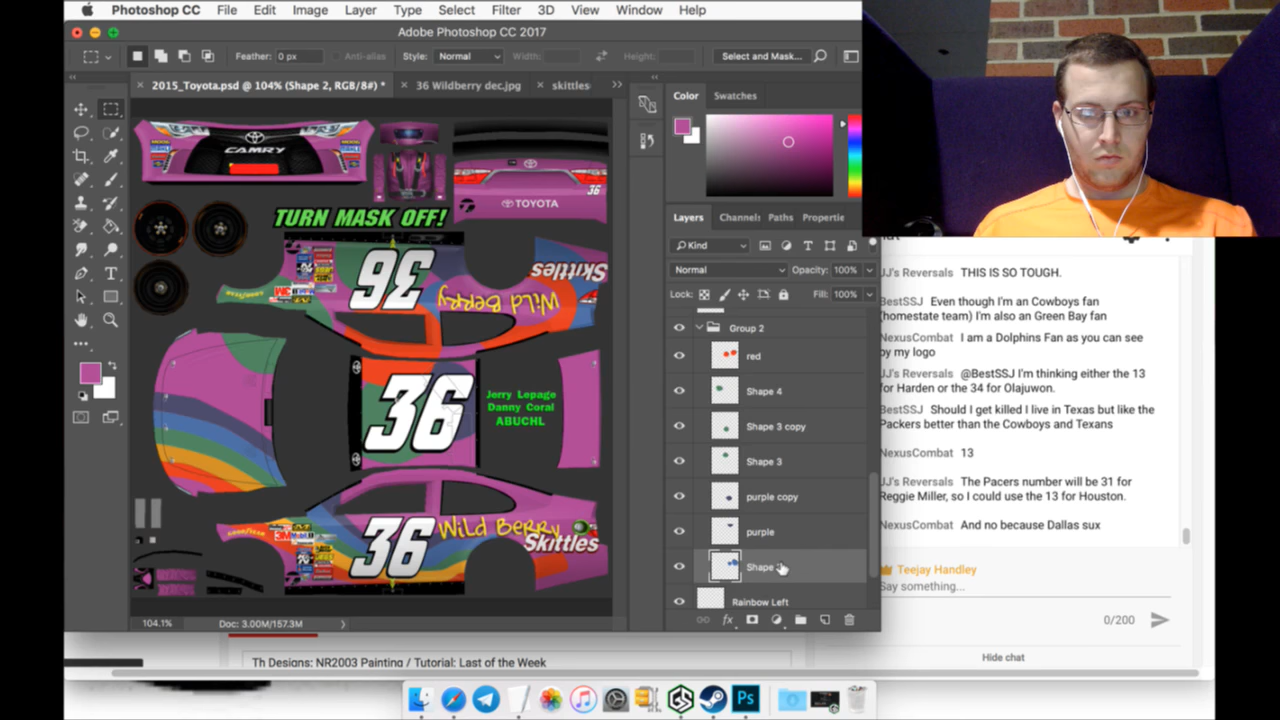 Photoshop CC File Edit Image Layer Type Select Filter 3D View Window Help
Adobe Photoshop CC 2017
Feather: 0 px Anti-alias Style: Normal Width: Height: Select and Mask...
2015_Toyota.psd @ 104% (Shape 2, RGB/8#) * 36 Wildberry dec.jpg skittles
Color Swatches
CAMRY
36
TOYOTA
TURN MASK OFF!
36
Skittles
Wild Berry
36
Jerry Lepage
Danny Coral
ABUCHL
36
Wild Berry
Skittles
GOODYEAR
Layers Channels Paths Propertie
Kind
Normal Opacity: 100%
Lock: Fill: 100%
Group 2
red
Shape 4
Shape 3 copy
Shape 3
purple copy
purple
Shape
Rainbow Left
fx
104.1% Doc: 3.00M/157.3M
JJ's Reversals THIS IS SO TOUGH.
BestSSJ Even though I'm an Cowboys fan
(homestate team) I'm also an Green Bay fan
NexusCombat I am a Dolphins Fan as you can see
by my logo
JJ's Reversals @BestSSJ I'm thinking either the 13
for Harden or the 34 for Olajuwon.
BestSSJ Should I get killed I live in Texas but like the
Packers better than the Cowboys and Texans
NexusCombat 13
JJ's Reversals The Pacers number will be 31 for
Reggie Miller, so I could use the 13 for Houston.
NexusCombat And no because Dallas sux
Teejay Handley
Say something...
0/200
Hide chat
Th Designs: NR2003 Painting / Tutorial: Last of the Week
Ps